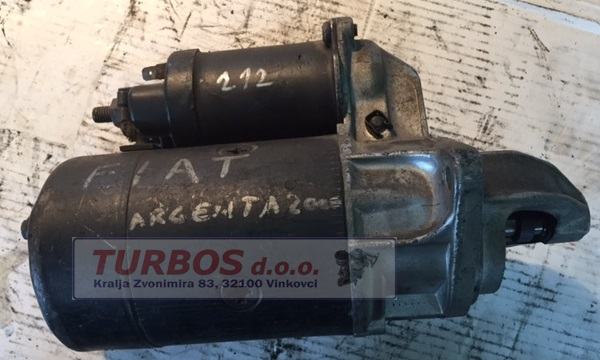 212
FIAT
ARGENTA 2000
TURBOS d.o.o.
Kralja Zvonimira 83, 32100 Vinkovci